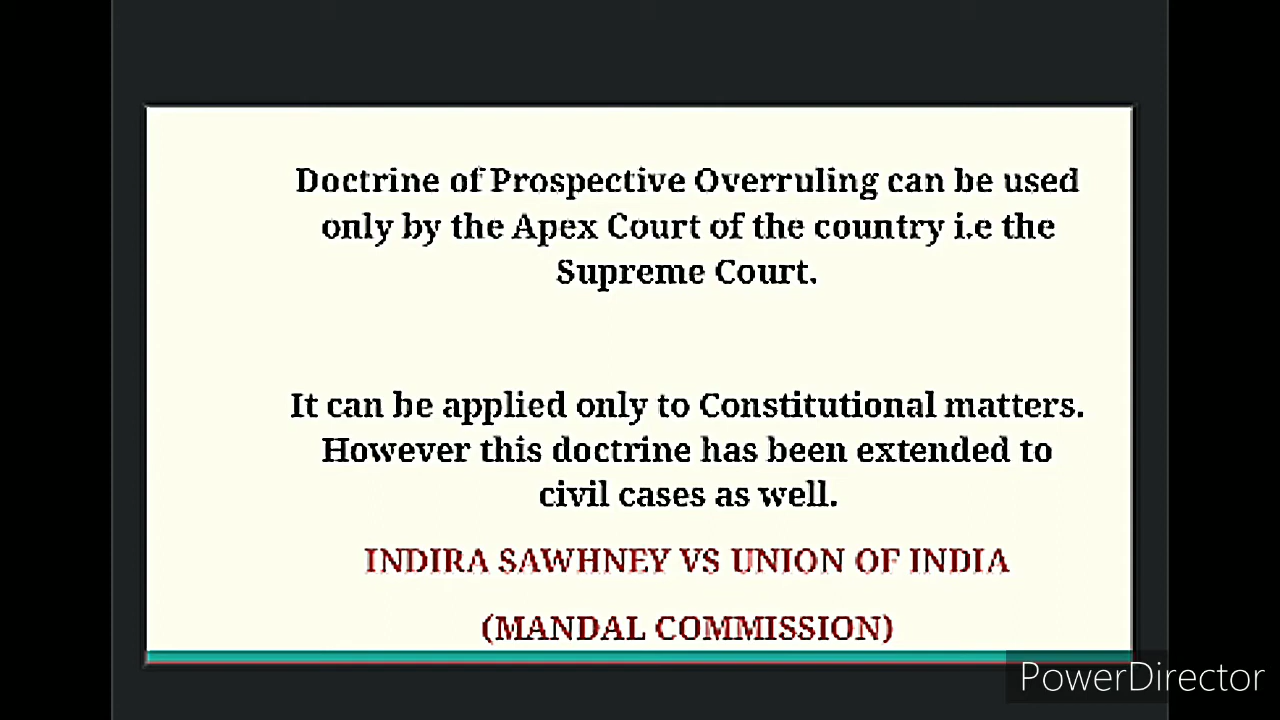 Doctrine of Prospective Overruling can be used
only by the Apex Court of the country i.e the
Supreme Court.
It can be applied only to Constitutional matters.
However this doctrine has been extended to
civil cases as well.
INDIRA SAWHNEY VS UNION OF INDIA
(MANDAL COMMISSION)
PowerDirector